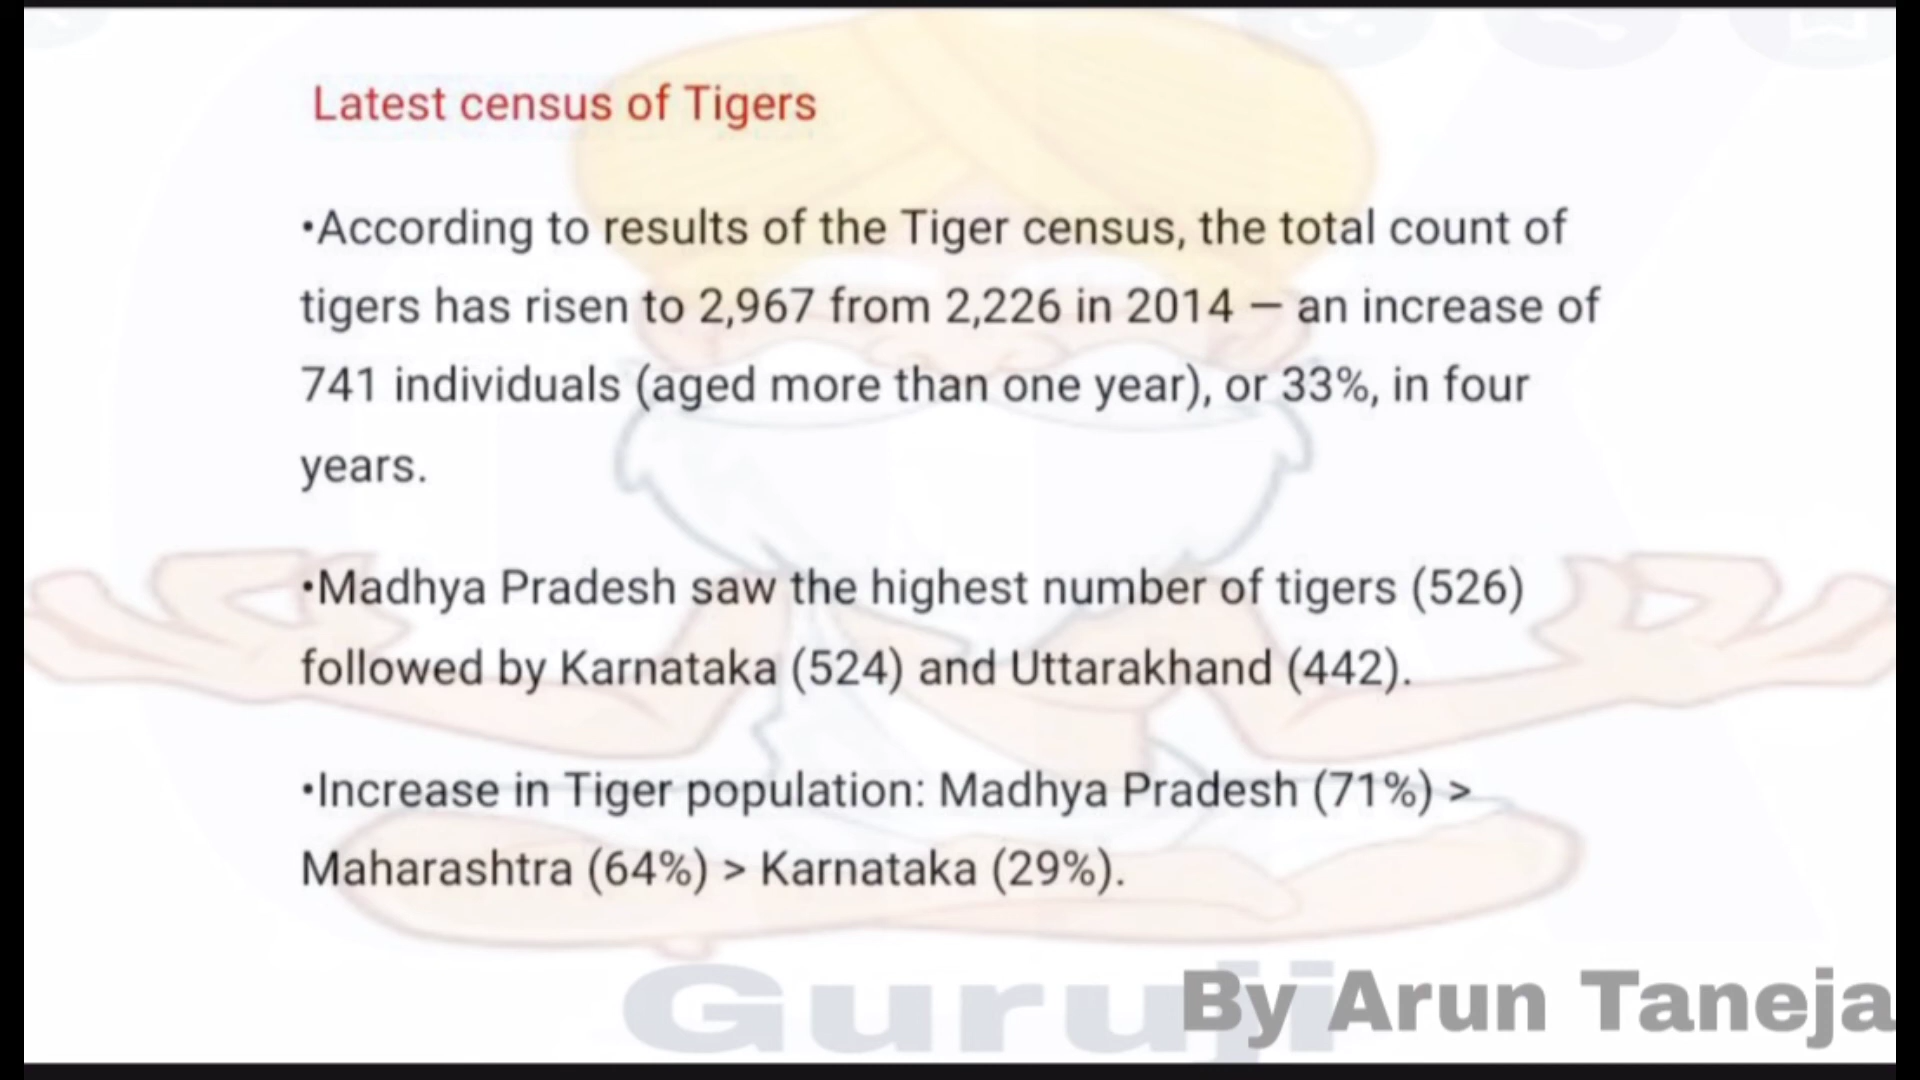 Latest census of Tigers
•According to results of the Tiger census, the total count of
tigers has risen to 2,967 from 2,226 in 2014 — an increase of
741 individuals (aged more than one year), or 33%, in four
years.
•Madhya Pradesh saw the highest number of tigers (526)
followed by Karnataka (524) and Uttarakhand (442).
•Increase in Tiger population: Madhya Pradesh (71%) >
Maharashtra (64%) > Karnataka (29%).
Guruji
By Arun Taneja